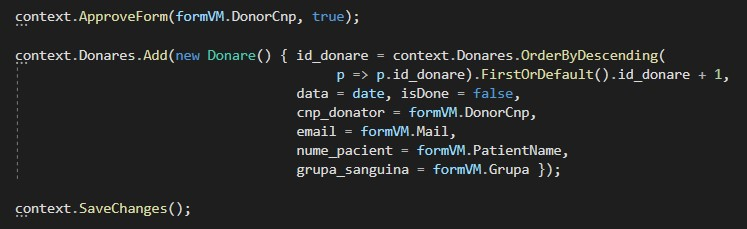 context.ApproveForm(formVM.DonorCnp, true);
context.Donares.Add(new Donare() { id_donare = context.Donares.OrderByDescending(
p => p.id_donare).FirstOrDefault().id_donare + 1,
data = date, isDone = false,
cnp_donator = formVM.DonorCnp,
email = formVM.Mail,
nume_pacient = formVM.PatientName,
grupa_sanguina = formVM.Grupa });
context.SaveChanges();